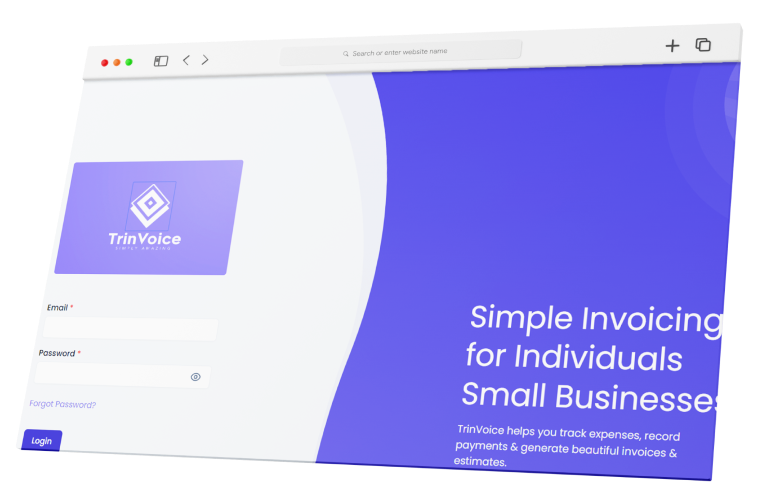 Search or enter website name
TrinVoice
SIMPLY AMAZING
Email *
Password *
Forgot Password?
Login
Simple Invoicing
for Individuals
Small Businesses
TrinVoice helps you track expenses, record
payments & generate beautiful invoices &
estimates.